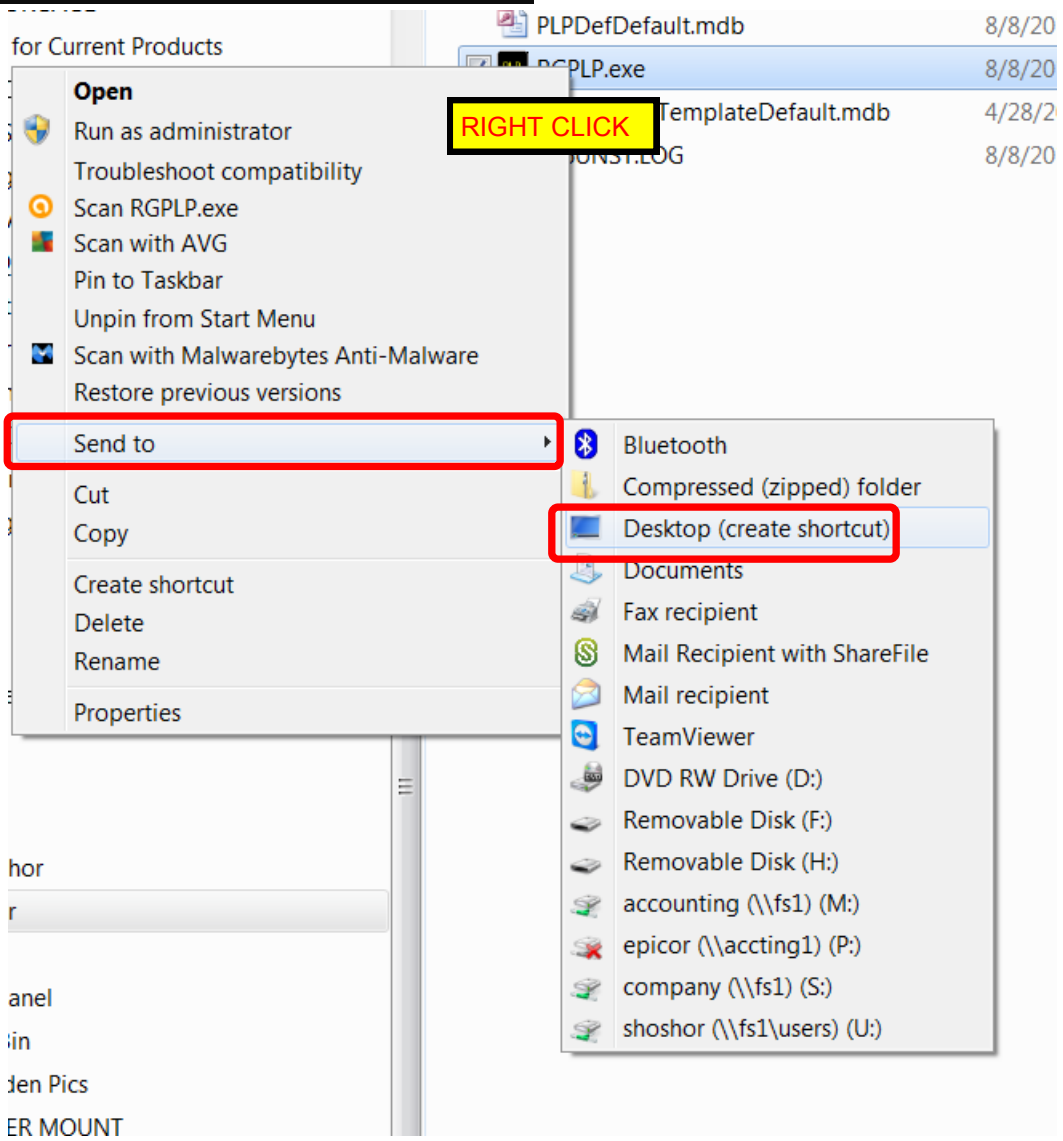 for Current Products
PLPDefDefault.mdb 8/8/20
RGPLP.exe 8/8/20
TemplateDefault.mdb 4/28/2
.LOG 8/8/20
RIGHT CLICK
Open
Run as administrator
Troubleshoot compatibility
Scan RGPLP.exe
Scan with AVG
Pin to Taskbar
Unpin from Start Menu
Scan with Malwarebytes Anti-Malware
Restore previous versions
Send to
Cut
Copy
Create shortcut
Delete
Rename
Properties
Bluetooth
Compressed (zipped) folder
Desktop (create shortcut)
Documents
Fax recipient
Mail Recipient with ShareFile
Mail recipient
TeamViewer
DVD RW Drive (D:)
Removable Disk (F:)
Removable Disk (H:)
accounting (\\fs1) (M:)
epicor (\\accting1) (P:)
company (\\fs1) (S:)
shoshor (\\fs1\users) (U:)
hor
r
anel
in
den Pics
ER MOUNT